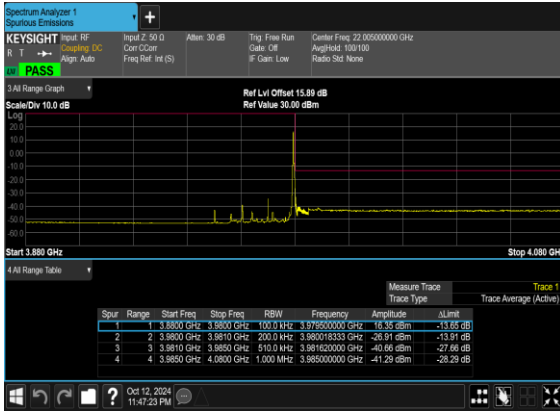 Spectrum Analyzer 1
Spurious Emissions
+
KEYSIGHT Input: RF Input Z: 50 Ω Atten: 30 dB Trig: Free Run Center Freq: 22.005000000 GHz
R T Coupling: DC Corr CCorr Gate: Off Avg|Hold: 100/100
Align: Auto Freq Ref: Int (S) IF Gain: Low Radio Std: None
PASS
3 All Range Graph
Ref Lvl Offset 15.89 dB
Scale/Div 10.0 dB Ref Value 30.00 dBm
Log
20.0
10.0
0.00
-10.0
-20.0
-30.0
-40.0
-50.0
-60.0
Start 3.880 GHz Stop 4.080 GH
4 All Range Table
Measure Trace Trace 1
Trace Type Trace Average (Active)
Spur Range Start Freq Stop Freq RBW Frequency Amplitude ΔLimit
1 1 3.8800 GHz 3.9800 GHz 100.0 kHz 3.979500000 GHz 16.35 dBm -13.65 dB
2 2 3.9800 GHz 3.9810 GHz 200.0 kHz 3.980018333 GHz -26.91 dBm -13.91 dB
3 3 3.9810 GHz 3.9850 GHz 510.0 kHz 3.981620000 GHz -40.66 dBm -27.66 dB
4 4 3.9850 GHz 4.0800 GHz 1.000 MHz 3.985000000 GHz -41.29 dBm -28.29 dB
? Oct 12, 2024
11:47:23 PM